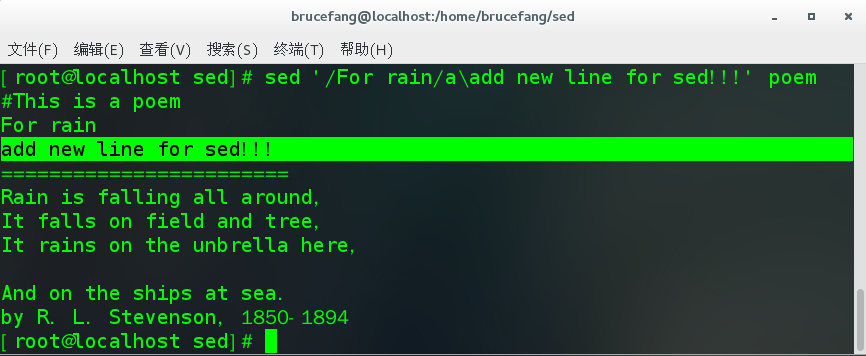 brucefang@localhost:/home/brucefang/sed
文件(F) 编辑(E) 查看(V) 搜索(S) 终端(T) 帮助(H)
[root@localhost sed]# sed '/For rain/a\add new line for sed!!!' poem
#This is a poem
For rain
add new line for sed!!!
========================
Rain is falling all around,
It falls on field and tree,
It rains on the unbrella here,
And on the ships at sea.
by R. L. Stevenson, 1850-1894
[root@localhost sed]#